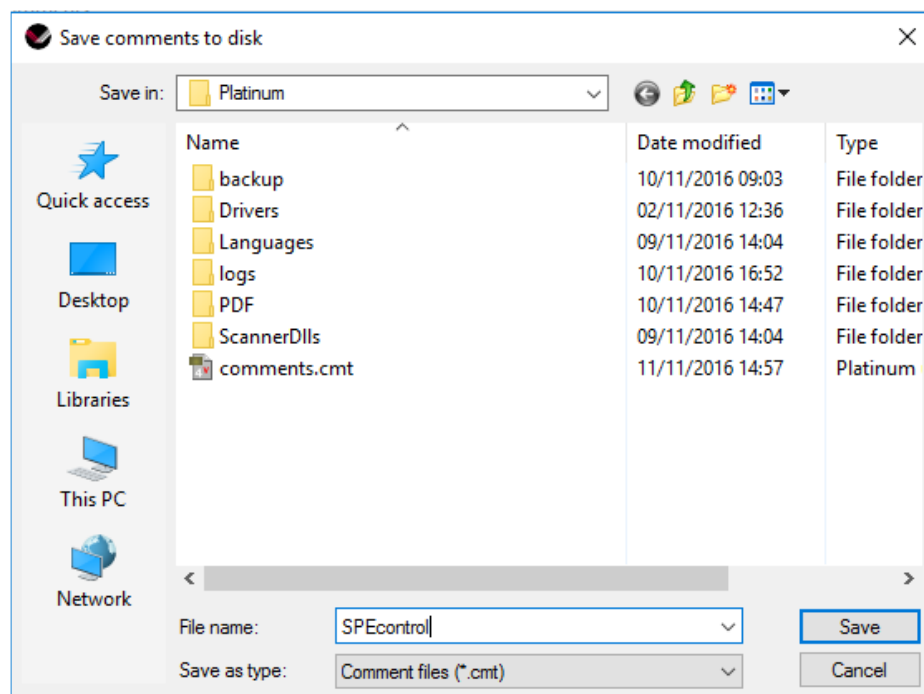 Save comments to disk
Save in: Platinum
Name Date modified Type
backup 10/11/2016 09:03 File folder
Drivers 02/11/2016 12:36 File folder
Languages 09/11/2016 14:04 File folder
logs 10/11/2016 16:52 File folder
PDF 10/11/2016 14:47 File folder
ScannerDlls 09/11/2016 14:04 File folder
comments.cmt 11/11/2016 14:57 Platinum
Quick access
Desktop
Libraries
This PC
Network
File name: SPEcontrol Save
Save as type: Comment files (*.cmt) Cancel